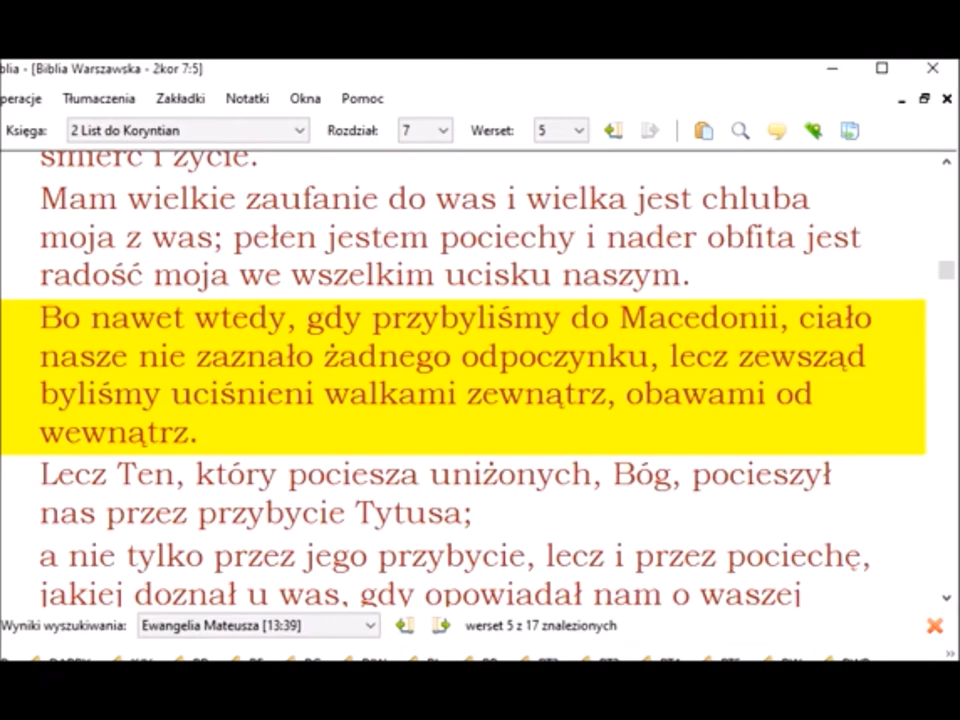 blia - [Biblia Warszawska - 2kor 7:5]
peracje Tłumaczenia Zakładki Notatki Okna Pomoc
Księga: 2 List do Koryntian Rozdział: 7 Werset: 5
śmierć i życie.
Mam wielkie zaufanie do was i wielka jest chluba
moja z was; pełen jestem pociechy i nader obfita jest
radość moja we wszelkim ucisku naszym.
Bo nawet wtedy, gdy przybyliśmy do Macedonii, ciało
nasze nie zaznało żadnego odpoczynku, lecz zewsząd
byliśmy uciśnieni walkami zewnątrz, obawami od
wewnątrz.
Lecz Ten, który pociesza uniżonych, Bóg, pocieszył
nas przez przybycie Tytusa;
a nie tylko przez jego przybycie, lecz i przez pociechę,
jakiej doznał u was, gdy opowiadał nam o waszej
Wyniki wyszukiwania: Ewangelia Mateusza [13:39] werset 5 z 17 znalezionych